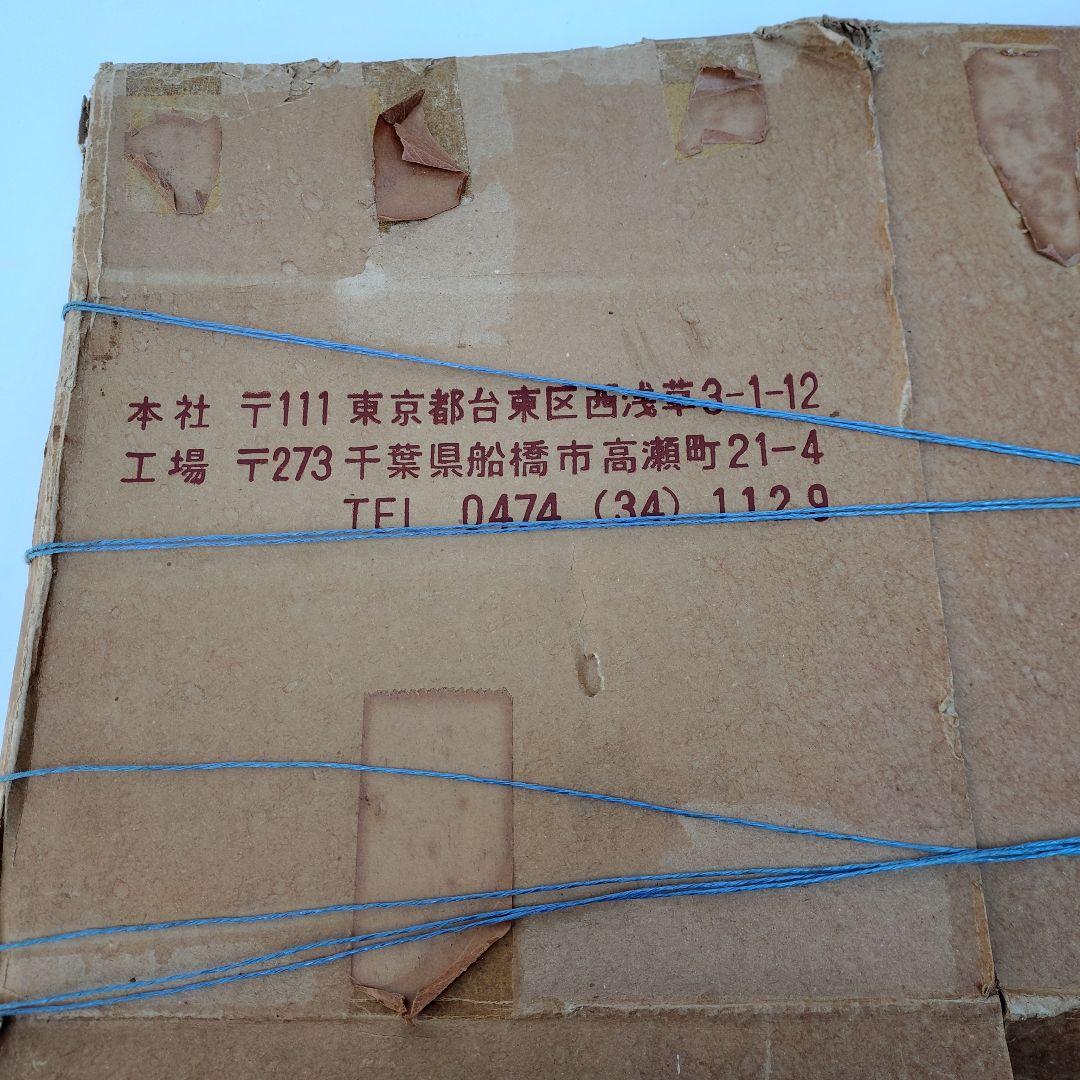 本社 〒111 東京都台東区西浅草3-1-12
工場 〒273 千葉県船橋市高瀬町21-4
TEL 0474 (34) 1129